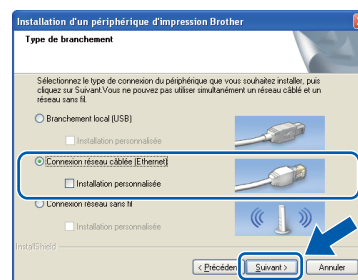 Installation d'un périphérique d'impression Brother
Type de branchement
Sélectionnez le type de connexion du périphérique que vous souhaitez installer, puis
cliquez sur Suivant.Vous ne pouvez pas utiliser simultanément un réseau câblé et un
réseau sans fil.
Branchement local (USB)
Installation personnalisée
Connexion réseau câblée (Ethernet)
Installation personnalisée
Connexion réseau sans fil
Installation personnalisée
InstallShield
< Précéden Suivant > Annuler